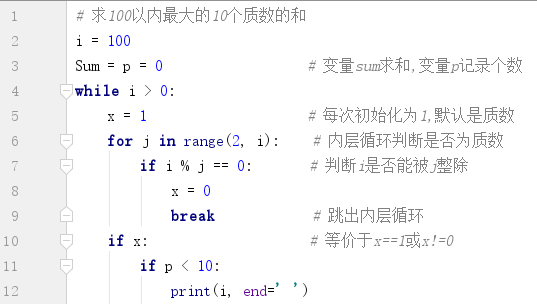 1 # 求100以内最大的10个质数的和
2 i = 100
3 Sum = p = 0 # 变量sum求和,变量p记录个数
4 while i > 0:
5 x = 1 # 每次初始化为1,默认是质数
6 for j in range(2, i): # 内层循环判断是否为质数
7 if i % j == 0: # 判断i是否能被j整除
8 x = 0
9 break # 跳出内层循环
10 if x: # 等价于x==1或x!=0
11 if p < 10:
12 print(i, end=' ')